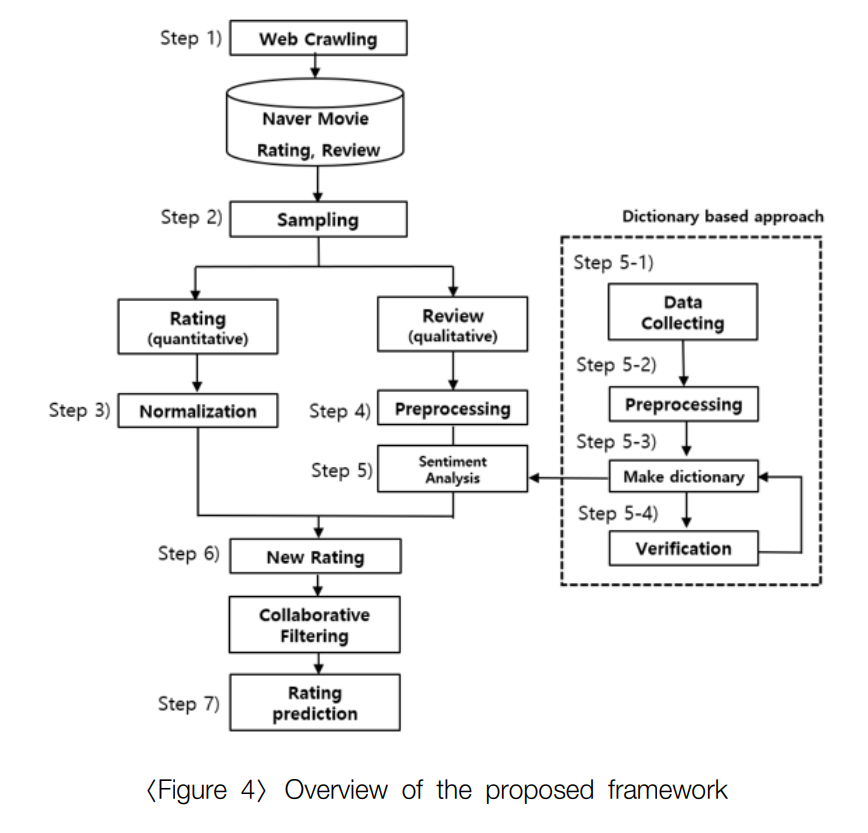 Step 1)
Web Crawling
Naver Movie
Rating, Review
Step 2)
Sampling
Rating
(quantitative)
Review
(qualitative)
Step 3)
Normalization
Step 4)
Preprocessing
Step 5)
Sentiment
Analysis
Dictionary based approach
Step 5-1)
Data
Collecting
Step 5-2)
Preprocessing
Step 5-3)
Make dictionary
Step 5-4)
Verification
Step 6)
New Rating
Collaborative
Filtering
Step 7)
Rating
prediction
〈Figure 4〉 Overview of the proposed framework